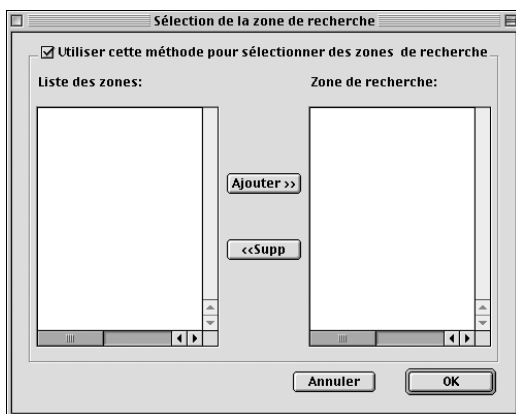 Sélection de la zone de recherche
Utiliser cette méthode pour sélectionner des zones de recherche
Liste des zones:
Zone de recherche:
Ajouter >>
<<Supp
Annuler
OK